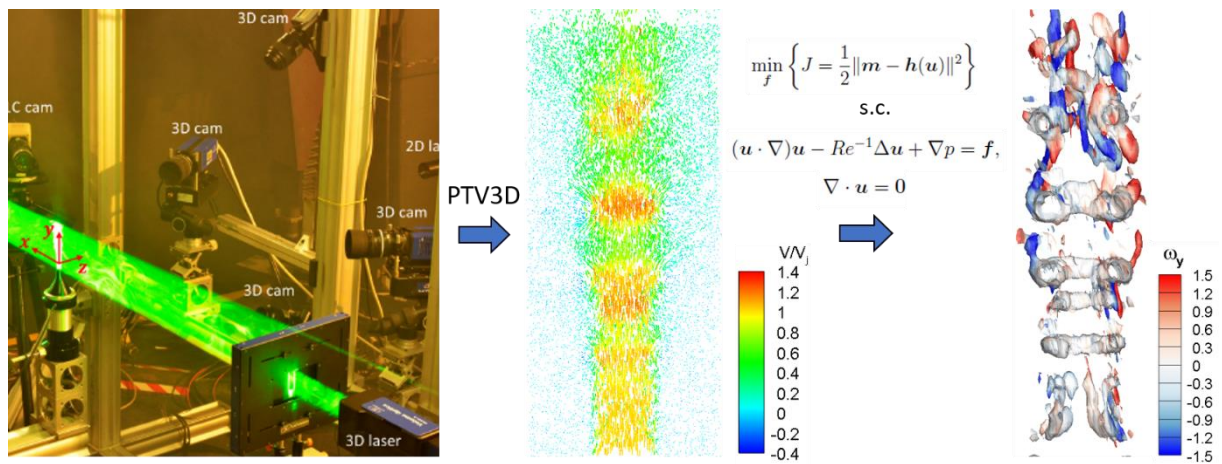 3D cam
LC cam
3D cam
2D la
3D cam
y
x
z
3D cam
3D laser
PTV3D
V/Vⱼ
1.4
1.2
1
0.8
0.6
0.4
0.2
0
-0.2
-0.4
min_f { J = 1/2 ‖m − h(u)‖² }
s.c.
(u · ∇)u − Re⁻¹Δu + ∇p = f,
∇ · u = 0
ω_y
1.5
1.2
0.9
0.6
0.3
0
-0.3
-0.6
-0.9
-1.2
-1.5